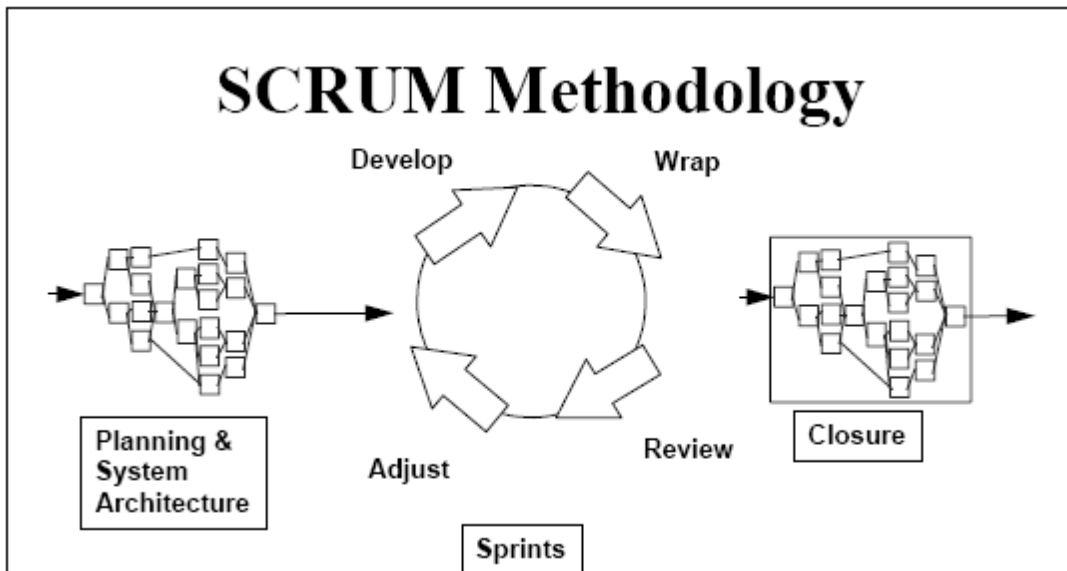 SCRUM Methodology
Develop
Wrap
Planning &
System
Architecture
Adjust
Review
Closure
Sprints